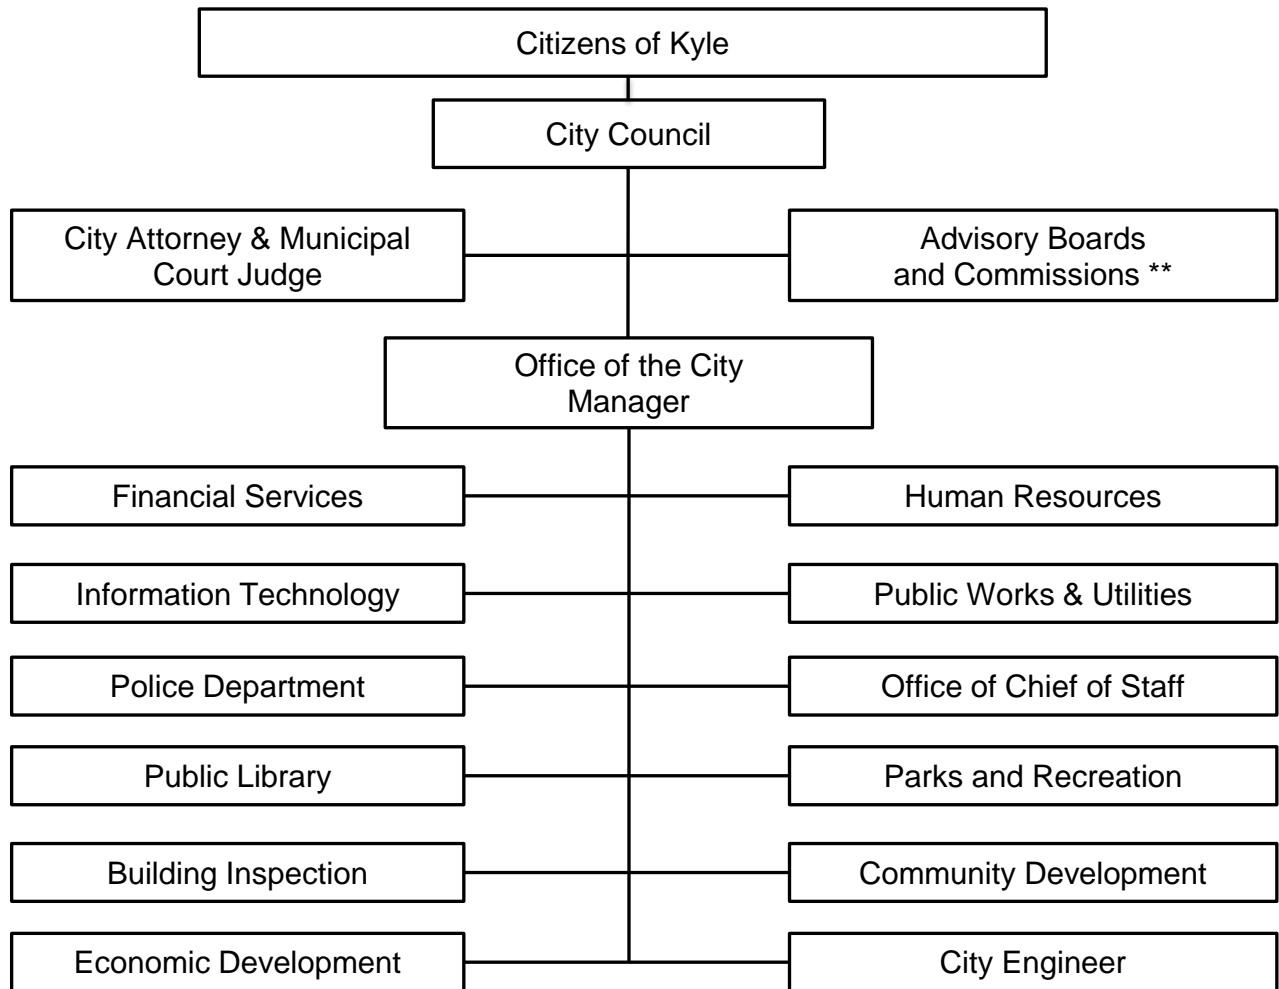 Citizens of Kyle
City Council
City Attorney & Municipal
Court Judge
Advisory Boards
and Commissions **
Office of the City
Manager
Financial Services
Human Resources
Information Technology
Public Works & Utilities
Police Department
Office of Chief of Staff
Public Library
Parks and Recreation
Building Inspection
Community Development
Economic Development
City Engineer